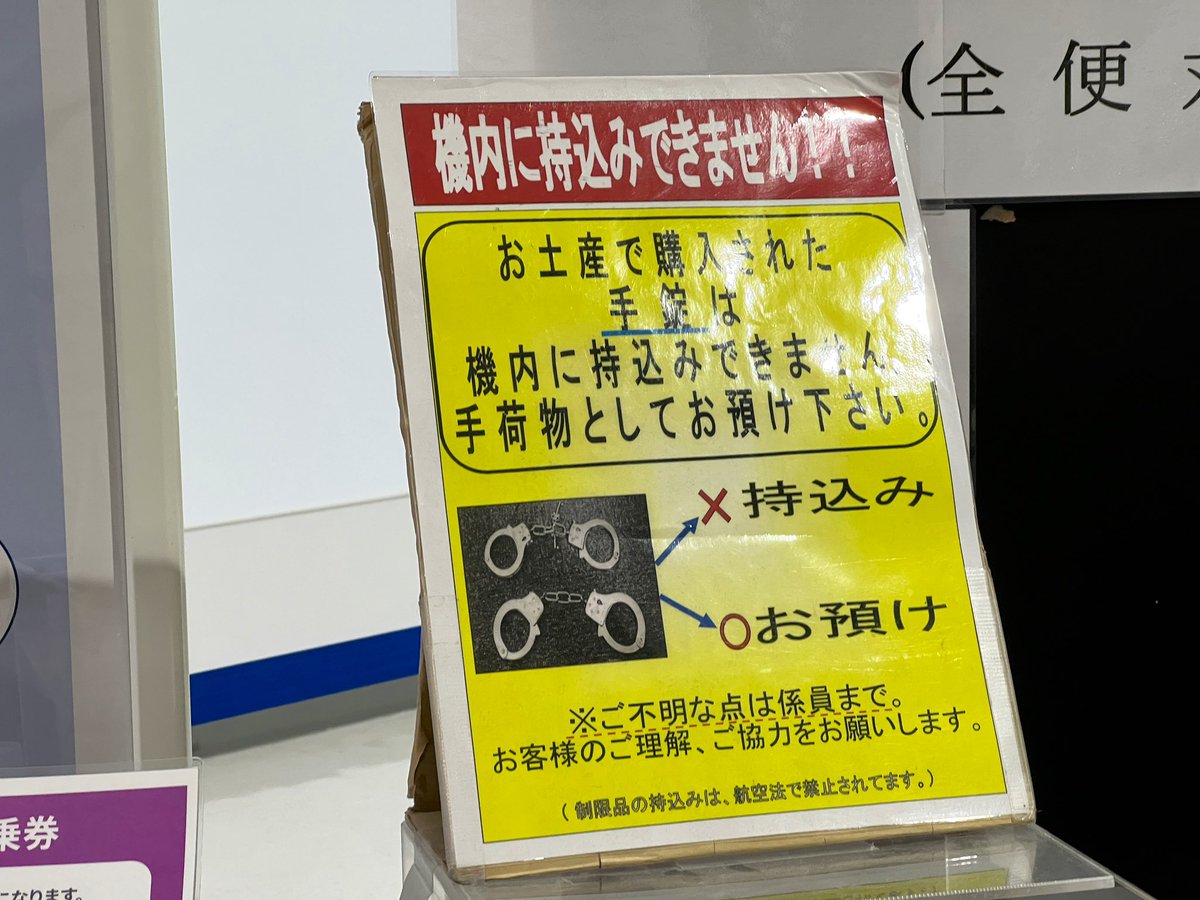 (全便
機内に持込みできません!!
お土産で購入された
手錠は
機内に持込みできません。
手荷物としてお預け下さい。
×持込み
○お預け
※ご不明な点は係員まで。
お客様のご理解、ご協力をお願いします。
(制限品の持込みは、航空法で禁止されてます。)
乗券
になります。